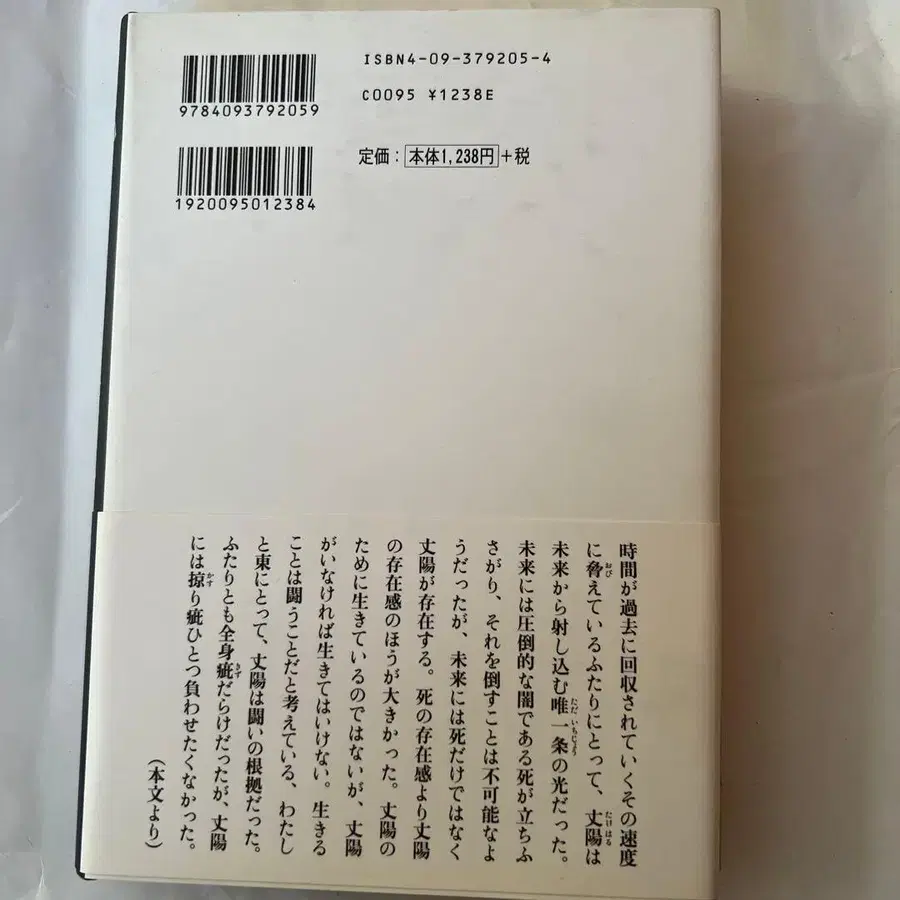 9784093792059
ISBN4-09-379205-4
C0095 ¥1238E
1920095012384
定価：本体1,238円+税
時間が過去に回収されていくその速度
に脅えているふたりにとって、丈陽は
未来から射し込む唯一条の光だった。
未来には圧倒的な闇である死が立ちふ
さがり、それを倒すことは不可能なよ
うだったが、未来には死だけではなく
丈陽が存在する。死の存在感より丈陽
の存在感のほうが大きかった。丈陽の
ために生きているのではないが、丈陽
がいなければ生きてはいけない。生きる
ことは闘うことだと考えている、わたし
と東にとって、丈陽は闘いの根拠だった。
ふたりとも全身疵だらけだったが、丈陽
には掠り疵ひとつ負わせたくなかった。
（本文より）